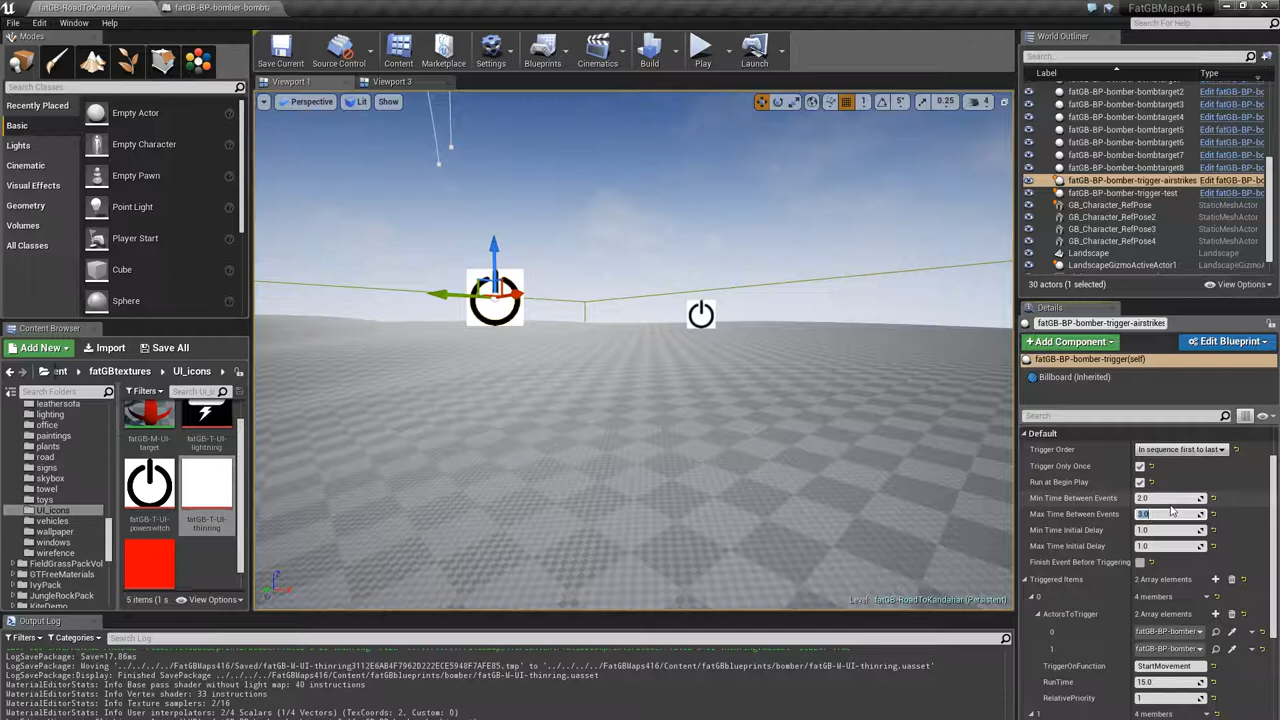 fatGB-RoadToKandahar*
fatGB-BP-bomber-bombt
FatGBMaps416
File Edit Window Help
Search For Help
Modes
Search Classes
Recently Placed
Basic
Lights
Cinematic
Visual Effects
Geometry
Volumes
All Classes
Empty Actor
Empty Character
Empty Pawn
Point Light
Player Start
Cube
Sphere
Save Current
Source Control
Content
Marketplace
Settings
Blueprints
Cinematics
Build
Play
Launch
Viewport 1
Viewport 3
Perspective
Lit
Show
5°
0.25
4
World Outliner
Search...
Label
Type
fatGB-BP-bomber-bombtarget2 Edit fatGB-BP-bo
fatGB-BP-bomber-bombtarget3 Edit fatGB-BP-bo
fatGB-BP-bomber-bombtarget4 Edit fatGB-BP-bo
fatGB-BP-bomber-bombtarget5 Edit fatGB-BP-bo
fatGB-BP-bomber-bombtarget6 Edit fatGB-BP-bo
fatGB-BP-bomber-bombtarget7 Edit fatGB-BP-bo
fatGB-BP-bomber-bombtarget8 Edit fatGB-BP-bo
fatGB-BP-bomber-trigger-airstrikes Edit fatGB-BP-bo
fatGB-BP-bomber-trigger-test Edit fatGB-BP-bo
GB_Character_RefPose StaticMeshActor
GB_Character_RefPose2 StaticMeshActor
GB_Character_RefPose3 StaticMeshActor
GB_Character_RefPose4 StaticMeshActor
Landscape Landscape
LandscapeGizmoActiveActor1 LandscapeGizmoActi
30 actors (1 selected)
View Options
Details
fatGB-BP-bomber-trigger-airstrikes
+Add Component
Edit Blueprint
fatGB-BP-bomber-trigger(self)
Billboard (Inherited)
Search
Default
Trigger Order In sequence first to last
Trigger Only Once
Run at Begin Play
Min Time Between Events 2.0
Max Time Between Events 3.0
Min Time Initial Delay 1.0
Max Time Initial Delay 1.0
Finish Event Before Triggering
Triggered Items 2 Array elements
0 4 members
ActorsToTrigger 2 Array elements
0 fatGB-BP-bomber
1 fatGB-BP-bomber
TriggerOnFunction StartMovement
RunTime 15.0
RelativePriority 1
1 4 members
Content Browser
Add New
Import
Save All
ent
fatGBtextures
UI_icons
Search Folders
Filters
Search UI_
leathersofa
lighting
office
paintings
plants
road
signs
skybox
towel
toys
UI_icons
vehicles
wallpaper
windows
wirefence
FieldGrassPackVol
GTFreeMaterials
IvyPack
JungleRockPack
KiteDemo
fatGB-M-UI-target
fatGB-T-UI-lightning
fatGB-T-UI-powerswitch
fatGB-T-UI-thinring
5 items (1 s
View Options
Level: fatGB-RoadToKandahar (Persistent)
Output Log
Filters
Categories
Search Log
LogSavePackage: Save=17.86ms
LogSavePackage: Moving '../../../../FatGBMaps416/Saved/fatGB-M-UI-thinring3112E6AB4F7962D222ECE5948F7AFE85.tmp' to '../../../../FatGBMaps416/Content/fatGBblueprints/bomber/fatGB-M-UI-thinring.uasset'
LogSavePackage:Display: Finished SavePackage ../../../../FatGBMaps416/Content/fatGBblueprints/bomber/fatGB-M-UI-thinring.uasset
MaterialEditorStats: Info Base pass shader without light map: 40 instructions
MaterialEditorStats: Info Vertex shader: 33 instructions
MaterialEditorStats: Info Texture samplers: 2/16
MaterialEditorStats: Info User interpolators: 2/4 Scalars (1/4 Vectors) (TexCoords: 2, Custom: 0)